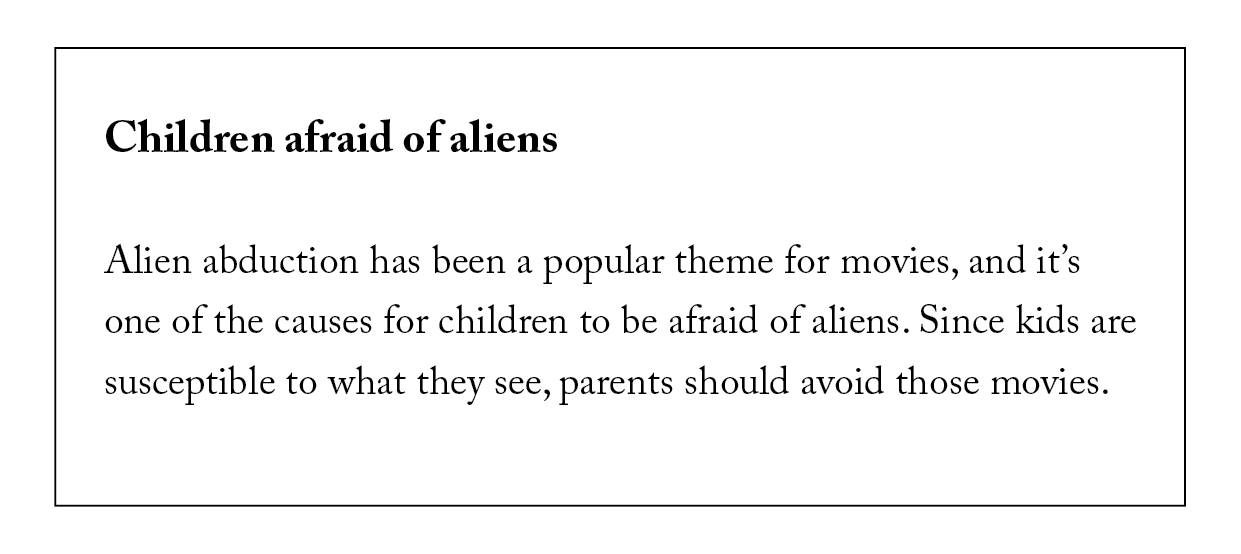 Children afraid of aliens
Alien abduction has been a popular theme for movies, and it’s
one of the causes for children to be afraid of aliens. Since kids are
susceptible to what they see, parents should avoid those movies.